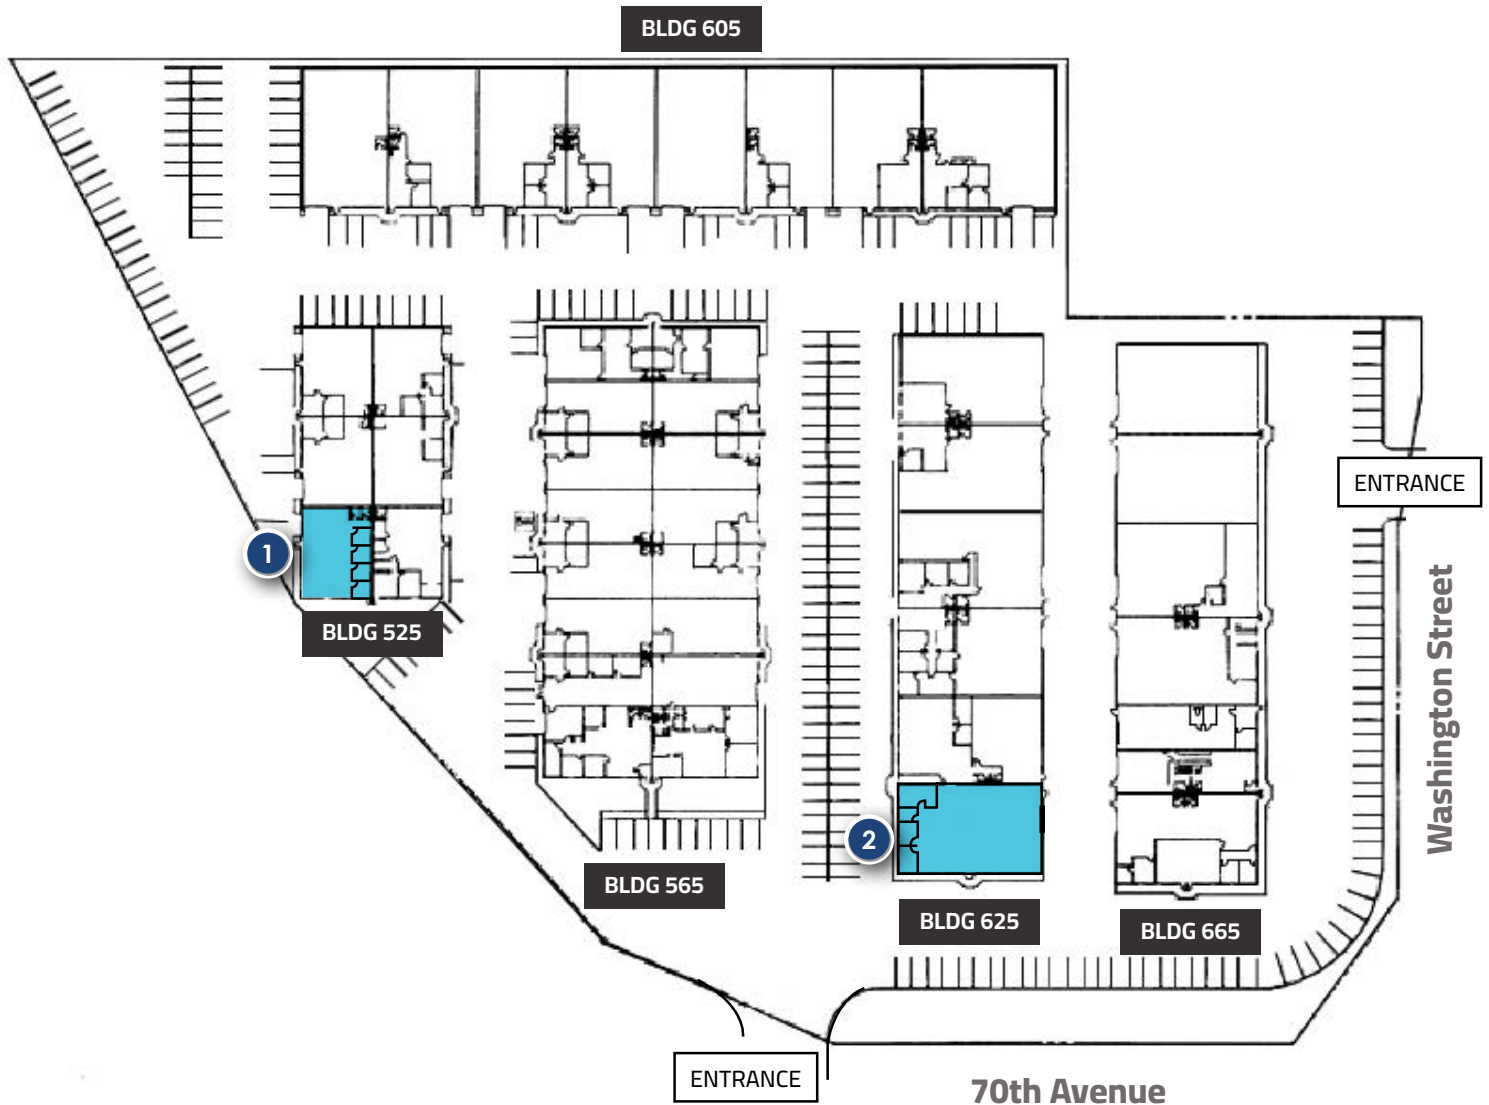 BLDG 605
ENTRANCE
1
BLDG 525
Washington Street
2
BLDG 565
BLDG 625
BLDG 665
ENTRANCE
70th Avenue